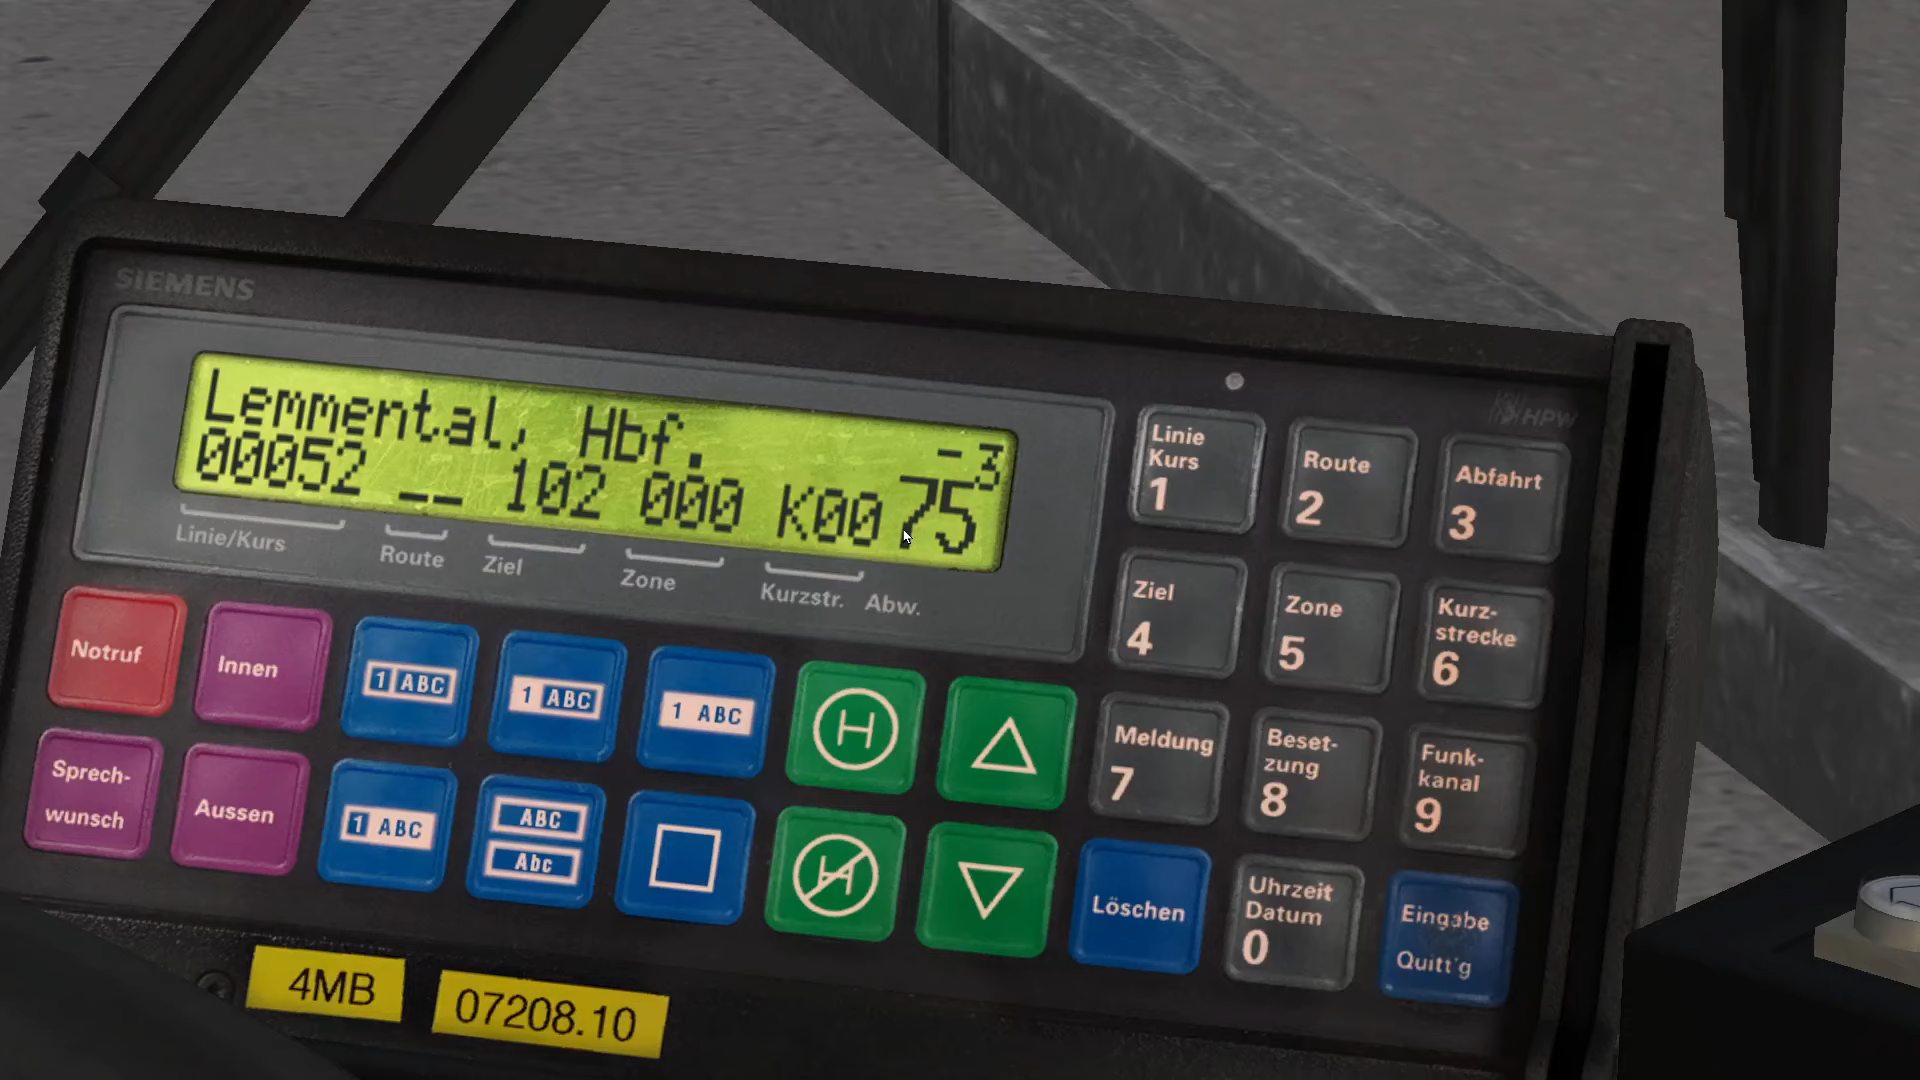 SIEMENS
HPW
Lemmental, Hbf. -3
00052 __ 102 000 K00 75
Linie/Kurs Route Ziel Zone Kurzstr. Abw.
Linie
Kurs
1
Route
2
Abfahrt
3
Ziel
4
Zone
5
Kurz-
strecke
6
Notruf
Innen
1 ABC
1 ABC
1 ABC
H
Meldung
7
Beset-
zung
8
Funk-
kanal
9
Sprech-
wunsch
Aussen
1 ABC
ABC
Abc
H
Löschen
Uhrzeit
Datum
0
Eingabe
Quitt'g
4MB
07208.10